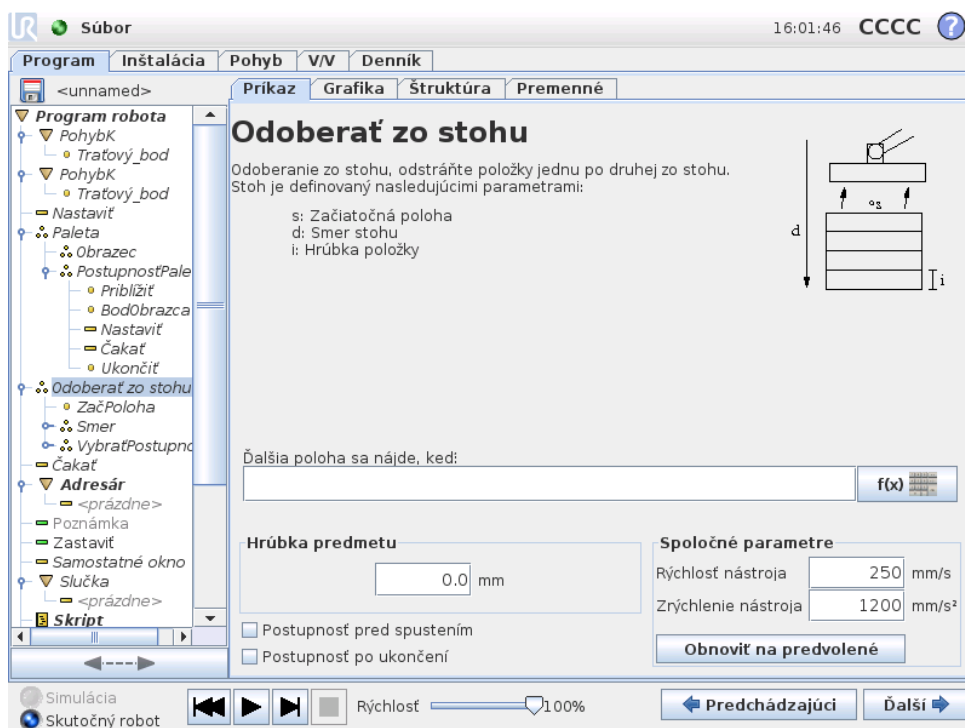 UR Súbor 16:01:46 CCCC ?
Program Inštalácia Pohyb V/V Denník
<unnamed>
Príkaz Grafika Štruktúra Premenné
Program robota
PohybK
Traťový_bod
PohybK
Traťový_bod
Nastaviť
Paleta
Obrazec
PostupnosťPale
Priblížiť
BodObrazca
Nastaviť
Čakať
Ukončiť
Odoberať zo stohu
ZačPoloha
Smer
VybraťPostupno
Čakať
Adresár
<prázdne>
Poznámka
Zastaviť
Samostatné okno
Slučka
<prázdne>
Skript
Odoberať zo stohu
Odoberanie zo stohu, odstráňte položky jednu po druhej zo stohu.
Stoh je definovaný nasledujúcimi parametrami:
s: Začiatočná poloha
d: Smer stohu
i: Hrúbka položky
s
d
i
Ďalšia poloha sa nájde, keď:
f(x)
Hrúbka predmetu
0.0 mm
Postupnosť pred spustením
Postupnosť po ukončení
Spoločné parametre
Rýchlosť nástroja 250 mm/s
Zrýchlenie nástroja 1200 mm/s²
Obnoviť na predvolené
Simulácia
Skutočný robot
Rýchlosť 100%
Predchádzajúci
Ďalší